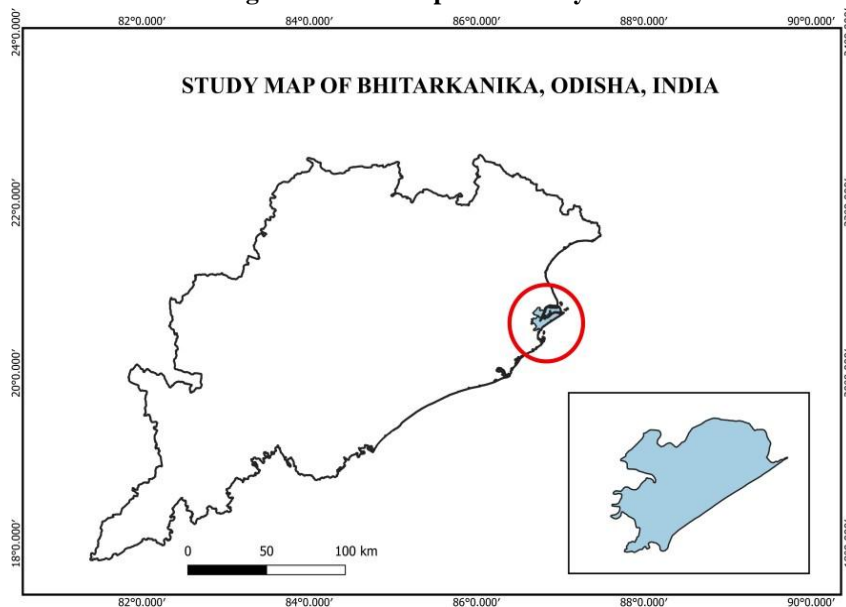 82°0.000′ 84°0.000′ 86°0.000′ 88°0.000′ 90°0.000′
24°0.000′
STUDY MAP OF BHITARKANIKA, ODISHA, INDIA
22°0.000′
20°0.000′
18°0.000′
0 50 100 km
82°0.000′ 84°0.000′ 86°0.000′ 88°0.000′ 90°0.000′